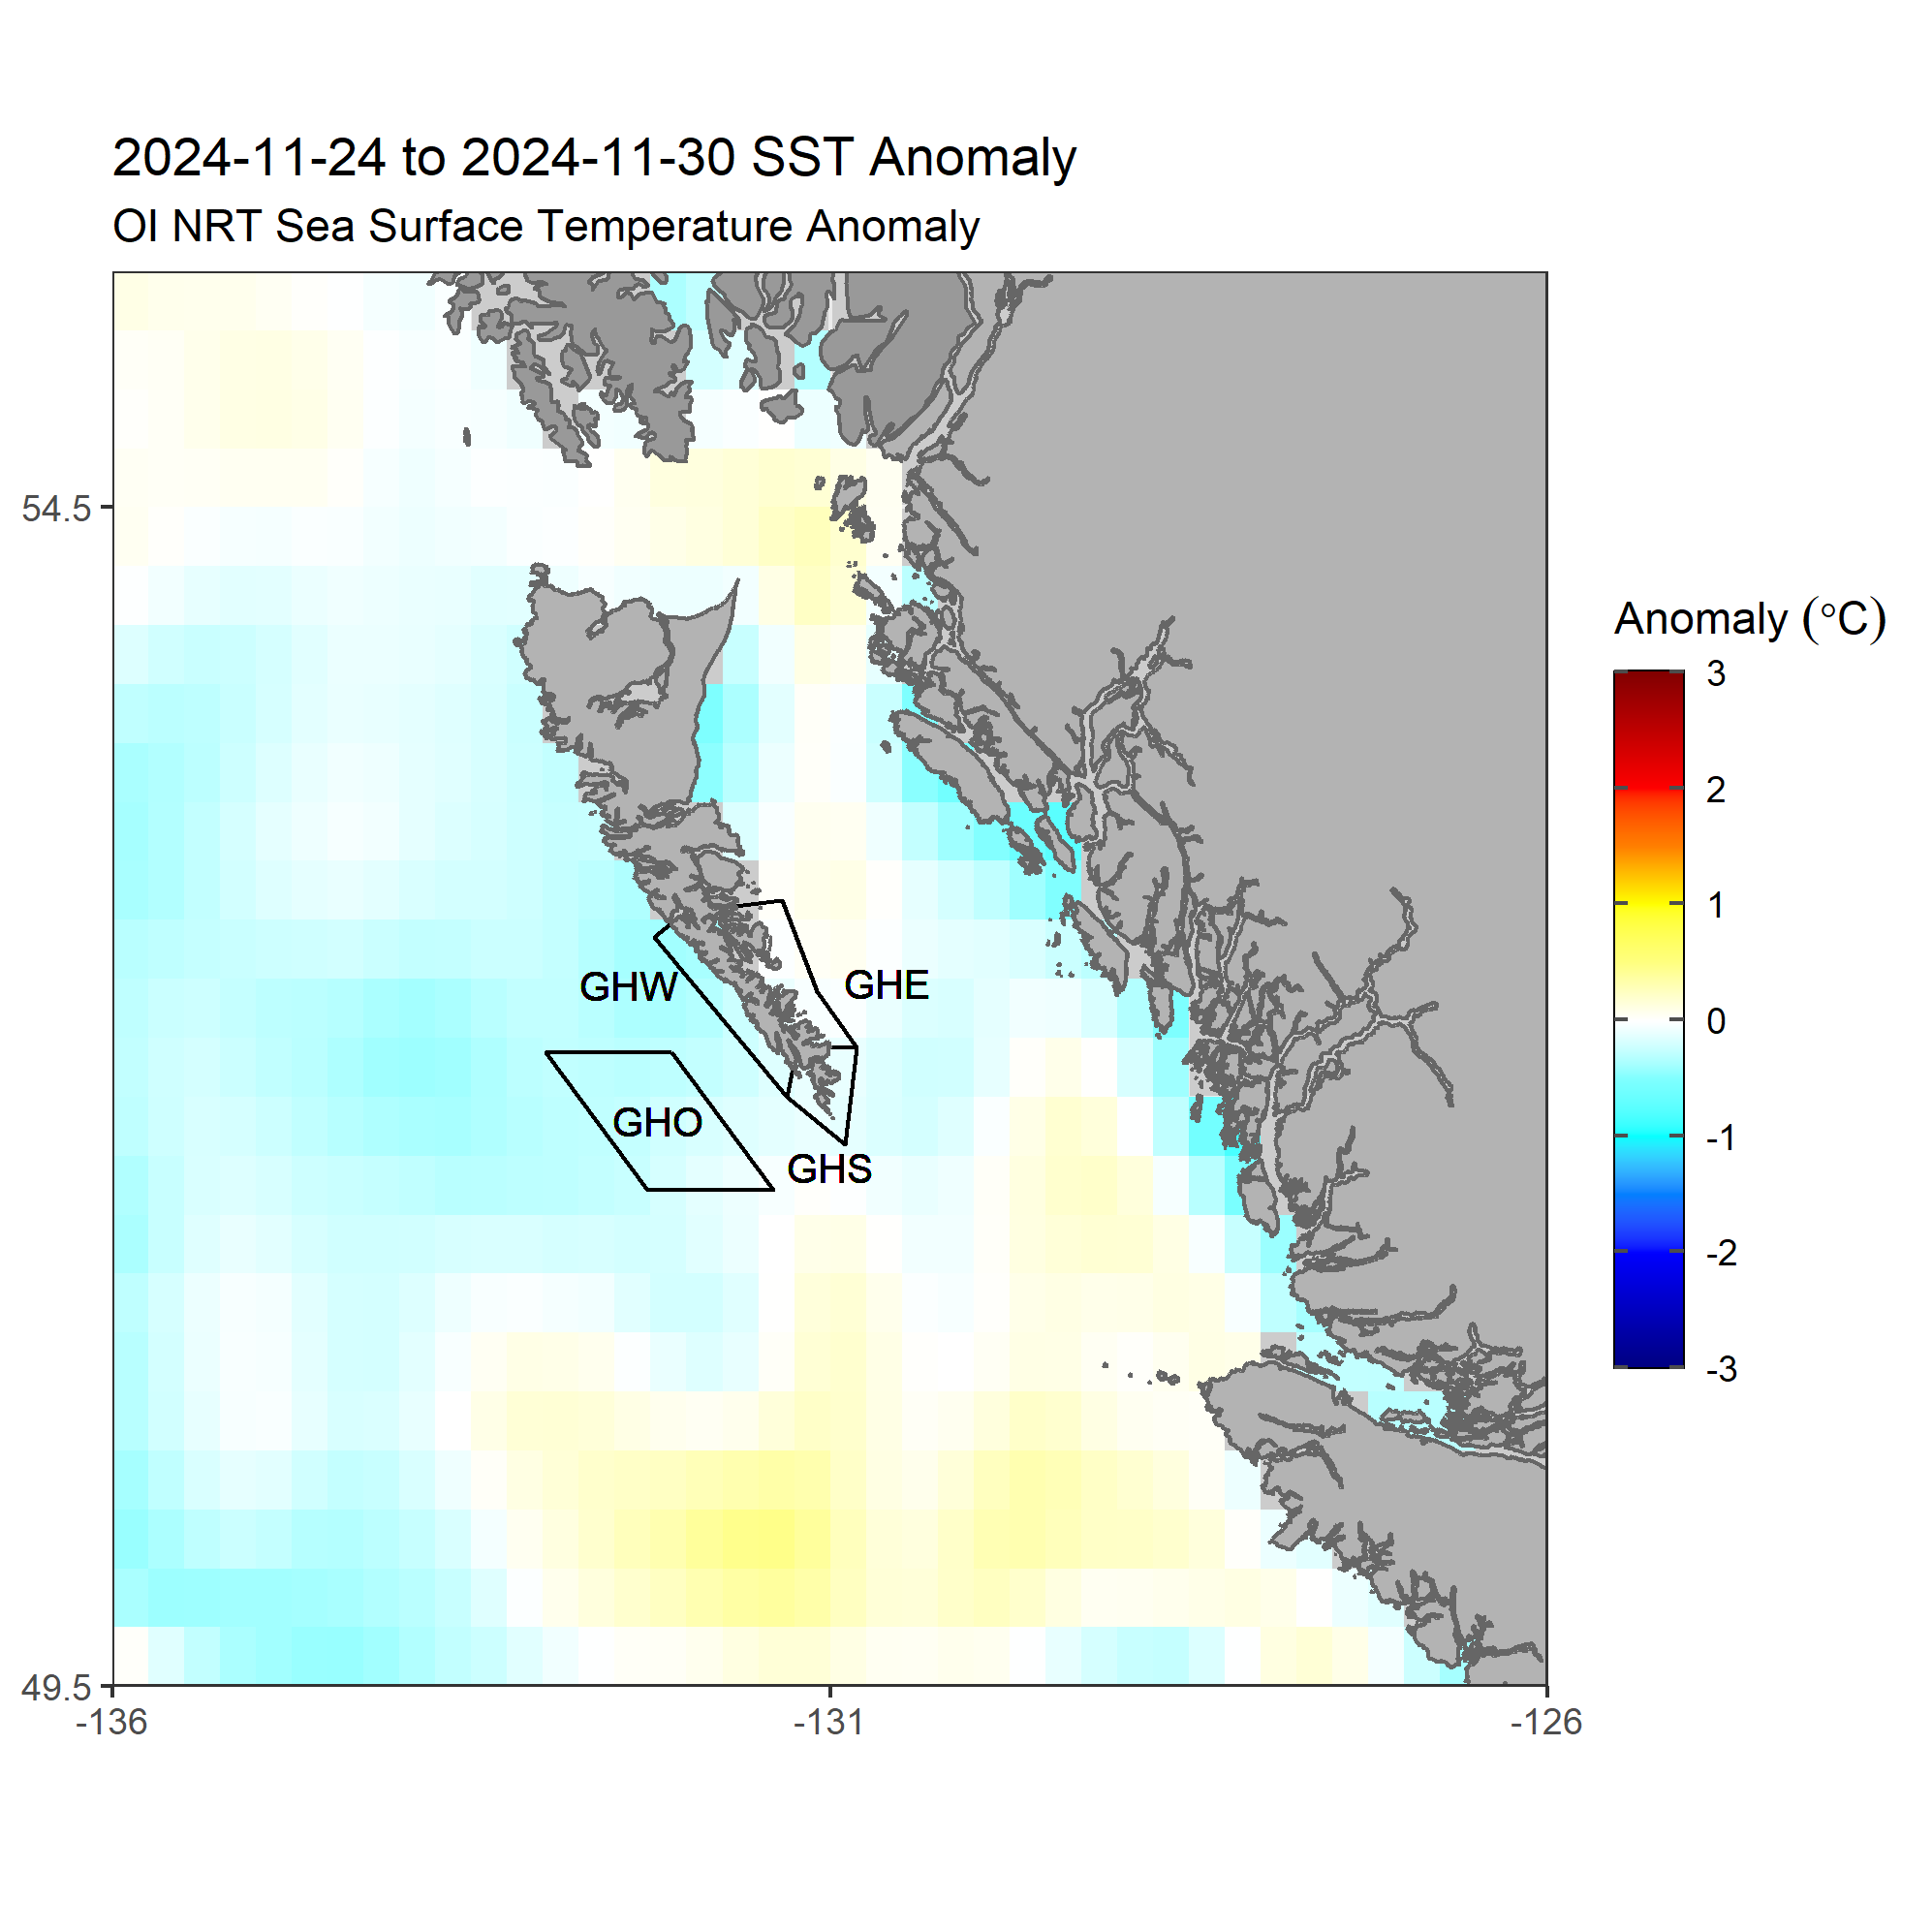 2024-11-24 to 2024-11-30 SST Anomaly
OI NRT Sea Surface Temperature Anomaly
54.5
49.5
-136
-131
-126
GHW
GHE
GHO
GHS
Anomaly (°C)
3
2
1
0
-1
-2
-3